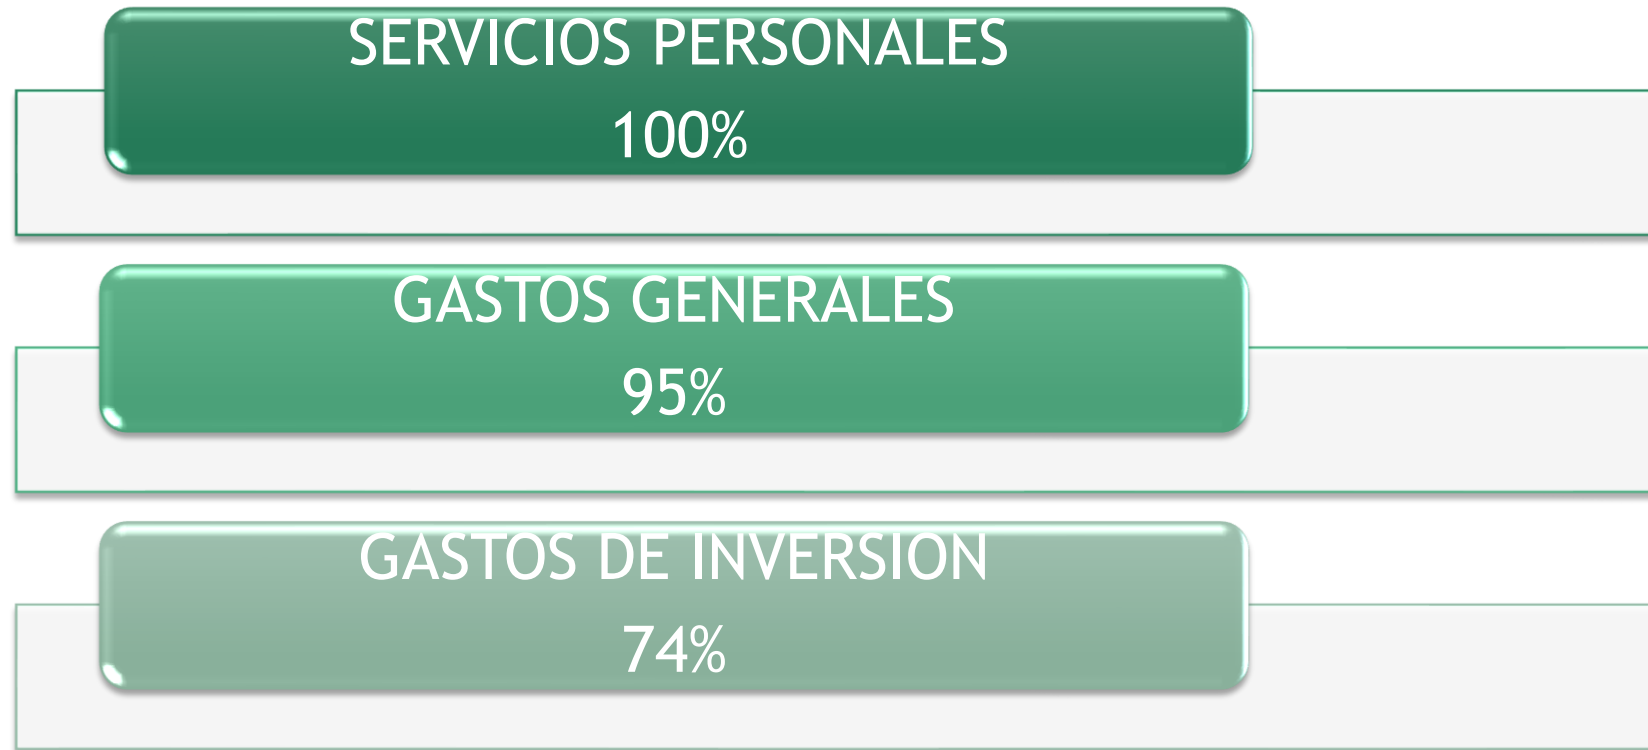 SERVICIOS PERSONALES
100%
GASTOS GENERALES
95%
GASTOS DE INVERSION
74%